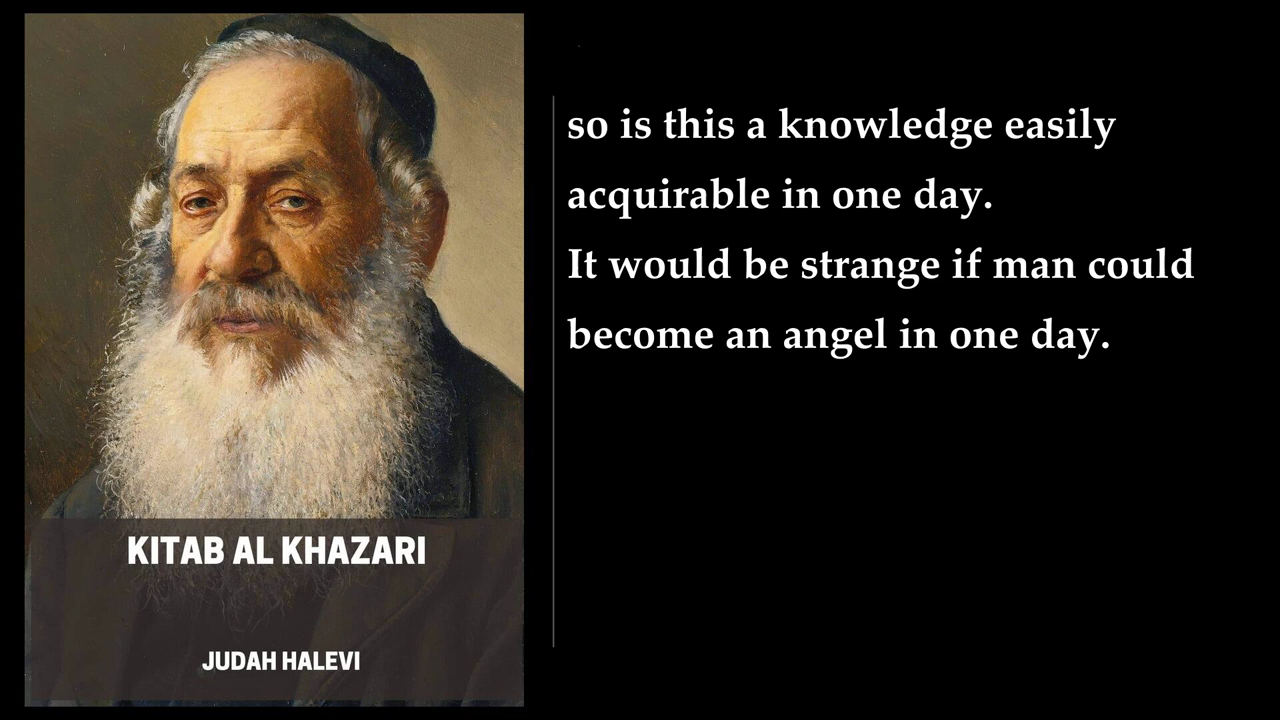 KITAB AL KHAZARI
JUDAH HALEVI
so is this a knowledge easily
acquirable in one day.
It would be strange if man could
become an angel in one day.